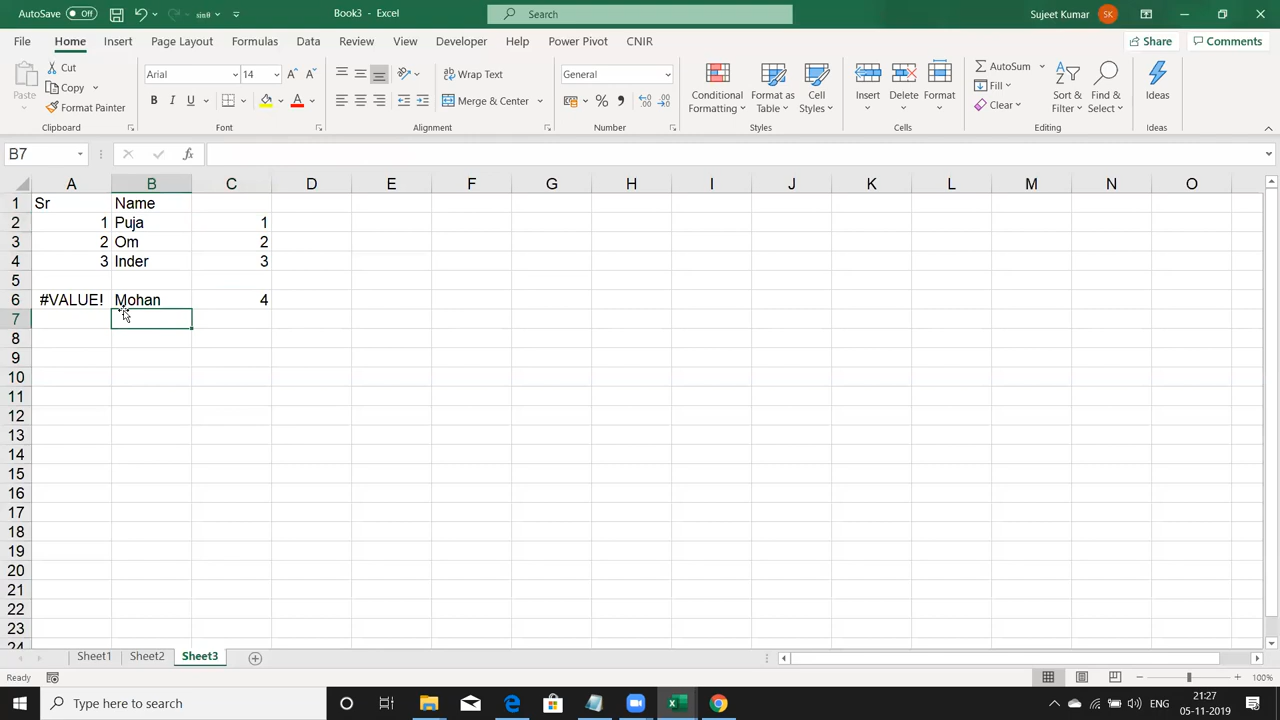 AutoSave Off sinθ Book3 - Excel Search Sujeet Kumar SK
File Home Insert Page Layout Formulas Data Review View Developer Help Power Pivot CNIR Share Comments
Paste Cut Copy Format Painter Clipboard
Arial 14 A A B I U A Font
ab Wrap Text Merge & Center Alignment
General % , Number
Conditional Formatting Format as Table Cell Styles Styles
Insert Delete Format Cells
AutoSum Fill Clear Sort & Filter Find & Select Editing
Ideas Ideas
B7 fx
A B C D E F G H I J K L M N O
1 Sr Name
2 1 Puja 1
3 2 Om 2
4 3 Inder 3
5
6 #VALUE! Mohan 4
7
8
9
10
11
12
13
14
15
16
17
18
19
20
21
22
23
24
Sheet1 Sheet2 Sheet3
Ready 100%
Type here to search ENG 21:27
05-11-2019